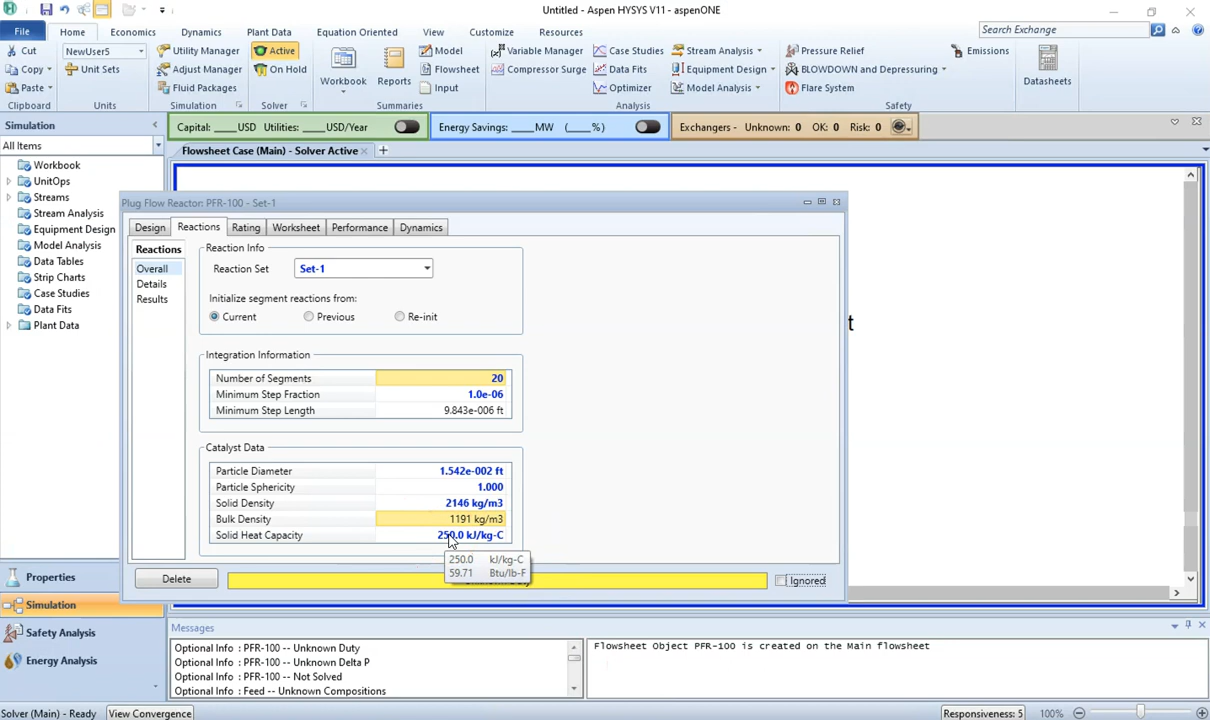 Untitled - Aspen HYSYS V11 - aspenONE
File Home Economics Dynamics Plant Data Equation Oriented View Customize Resources Search Exchange
Cut NewUser5 Utility Manager Active Model Variable Manager Case Studies Stream Analysis Pressure Relief Emissions
Copy Unit Sets Adjust Manager On Hold Workbook Reports Flowsheet Compressor Surge Data Fits Equipment Design BLOWDOWN and Depressuring Datasheets
Paste Fluid Packages Input Optimizer Model Analysis Flare System
Clipboard Units Simulation Solver Summaries Analysis Safety
Simulation Capital: ____USD Utilities: ____USD/Year Energy Savings: ____MW (____%) Exchangers - Unknown: 0 OK: 0 Risk: 0
All Items Flowsheet Case (Main) - Solver Active +
Workbook
UnitOps
Streams
Stream Analysis
Equipment Design
Model Analysis
Data Tables
Strip Charts
Case Studies
Data Fits
Plant Data
Properties
Simulation
Safety Analysis
Energy Analysis
Plug Flow Reactor: PFR-100 - Set-1
Design Reactions Rating Worksheet Performance Dynamics
Reactions
Overall
Details
Results
Reaction Info
Reaction Set Set-1
Initialize segment reactions from:
Current Previous Re-init
Integration Information
Number of Segments 20
Minimum Step Fraction 1.0e-06
Minimum Step Length 9.843e-006 ft
Catalyst Data
Particle Diameter 1.542e-002 ft
Particle Sphericity 1.000
Solid Density 2146 kg/m3
Bulk Density 1191 kg/m3
Solid Heat Capacity 250.0 kJ/kg-C
250.0 kJ/kg-C
59.71 Btu/lb-F
Delete Ignored
t
Messages
Optional Info : PFR-100 -- Unknown Duty
Optional Info : PFR-100 -- Unknown Delta P
Optional Info : PFR-100 -- Not Solved
Optional Info : Feed -- Unknown Compositions
Flowsheet Object PFR-100 is created on the Main flowsheet
Solver (Main) - Ready View Convergence Responsiveness: 5 100%